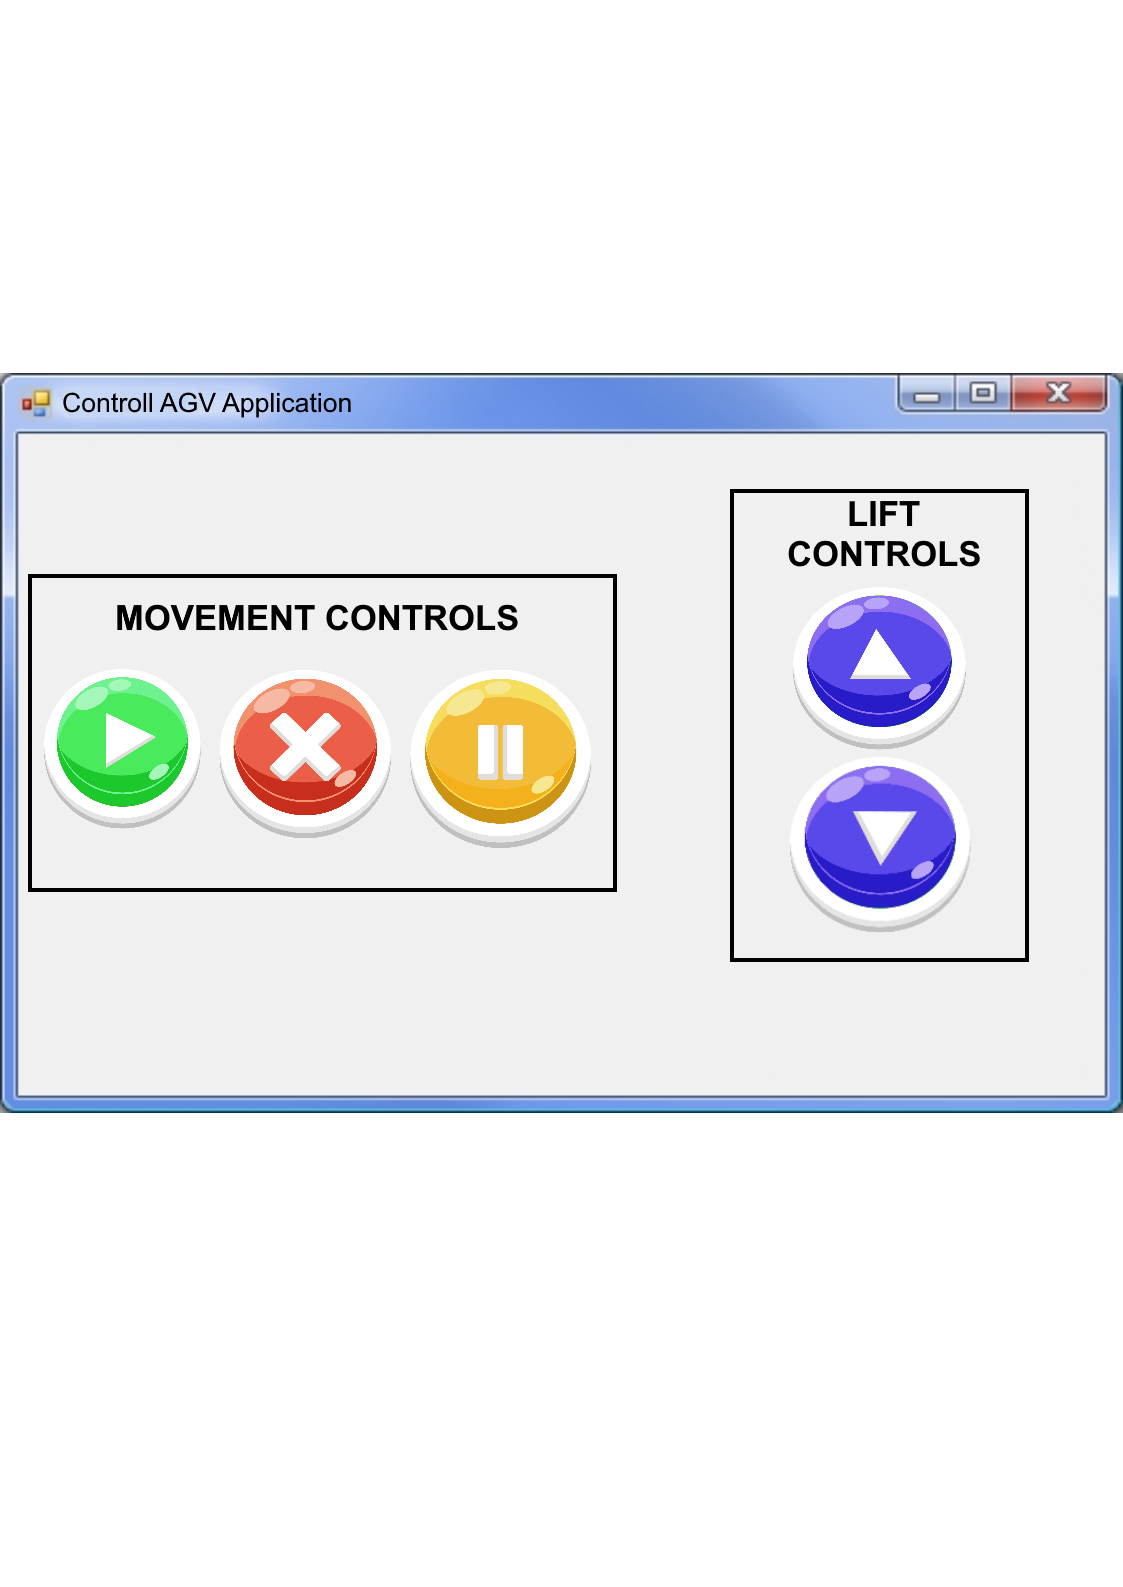 Controll AGV Application
MOVEMENT CONTROLS
LIFT
CONTROLS